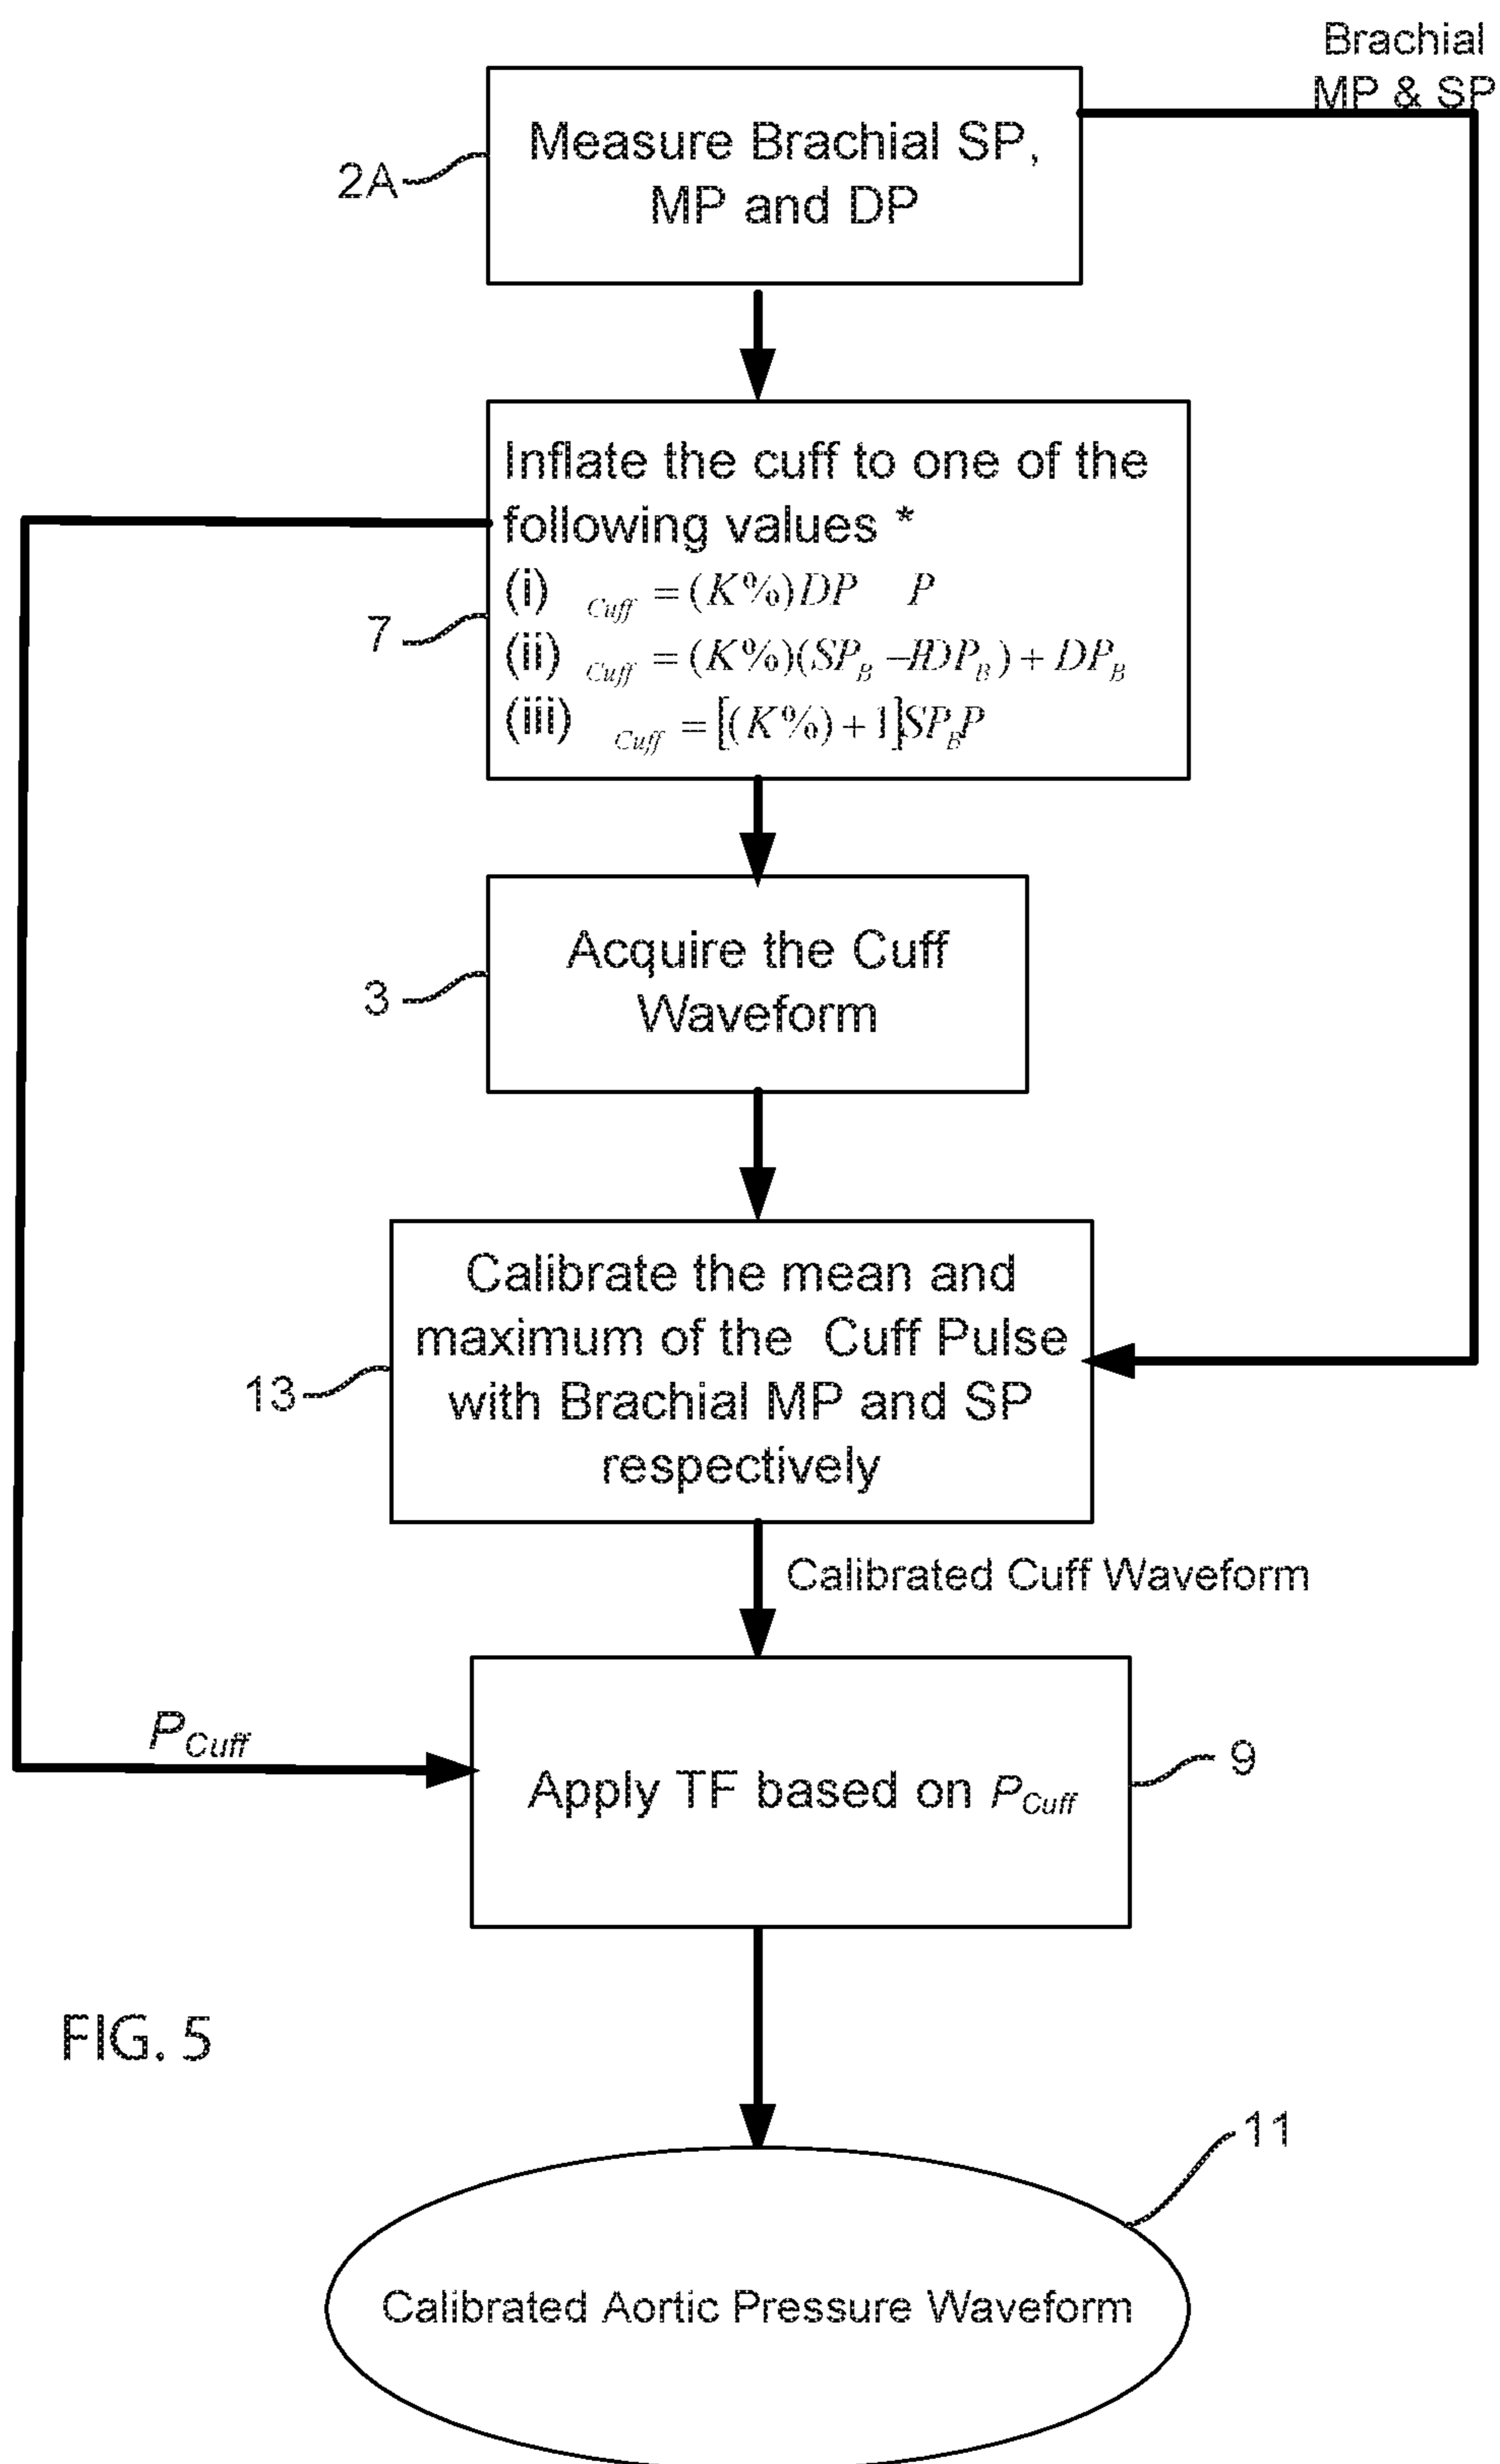 Brachial
MP & SP
Measure Brachial SP,
MP and DP
2A
Inflate the cuff to one of the
following values *
(i) Cuff = (K%)DP P
(ii) Cuff = (K%)(SP_B −PDP_B) + DP_B
(iii) Cuff = [(K%) + 1]SP_B P
7
Acquire the Cuff
Waveform
3
Calibrate the mean and
maximum of the Cuff Pulse
with Brachial MP and SP
respectively
13
Calibrated Cuff Waveform
P_Cuff
Apply TF based on P_Cuff
9
FIG. 5
11
Calibrated Aortic Pressure Waveform